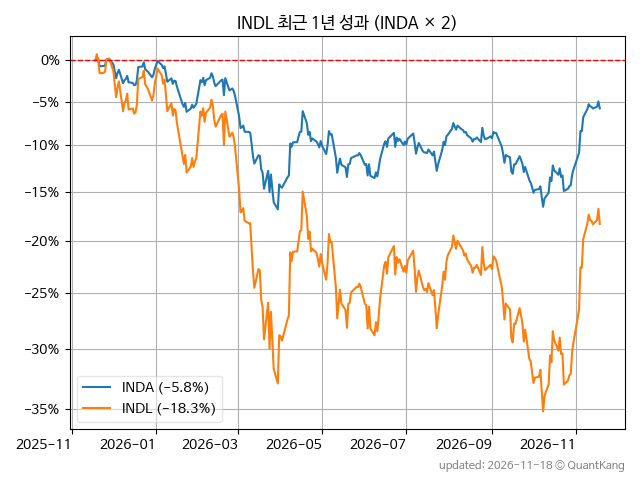 INDL 최근 1년 성과 (INDA × 2)
0%
−5%
−10%
−15%
−20%
−25%
−30%
−35%
INDA (−5.8%)
INDL (−18.3%)
2025-11 2026-01 2026-03 2026-05 2026-07 2026-09 2026-11
updated: 2026-11-18 © QuantKang